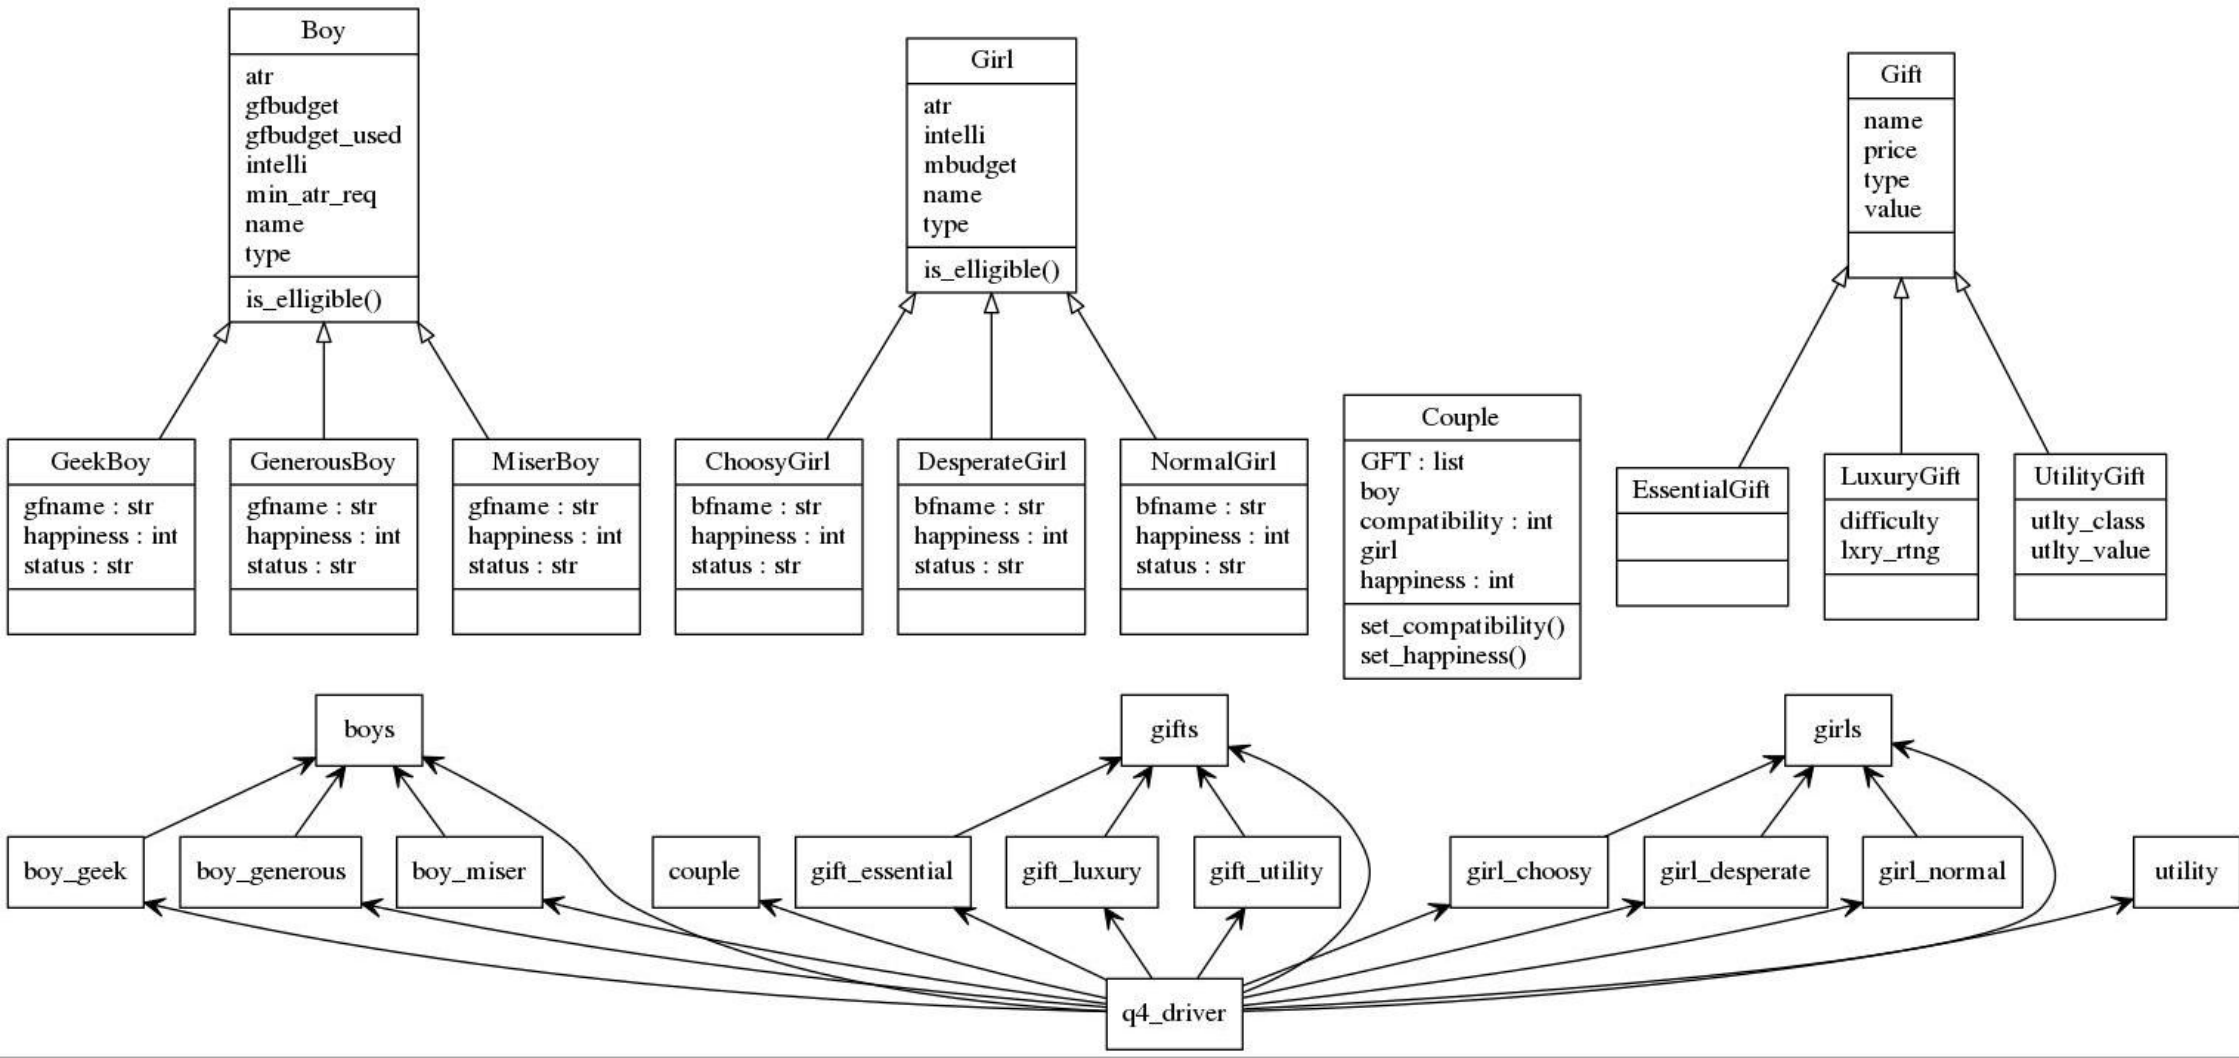 Boy
atr
gfbudget
gfbudget_used
intelli
min_atr_req
name
type
is_elligible()
Girl
atr
intelli
mbudget
name
type
is_elligible()
Gift
name
price
type
value
GeekBoy
gfname : str
happiness : int
status : str
GenerousBoy
gfname : str
happiness : int
status : str
MiserBoy
gfname : str
happiness : int
status : str
ChoosyGirl
bfname : str
happiness : int
status : str
DesperateGirl
bfname : str
happiness : int
status : str
NormalGirl
bfname : str
happiness : int
status : str
Couple
GFT : list
boy
compatibility : int
girl
happiness : int
set_compatibility()
set_happiness()
EssentialGift
LuxuryGift
difficulty
lxry_rtng
UtilityGift
utlty_class
utlty_value
boys
gifts
girls
boy_geek
boy_generous
boy_miser
couple
gift_essential
gift_luxury
gift_utility
girl_choosy
girl_desperate
girl_normal
utility
q4_driver